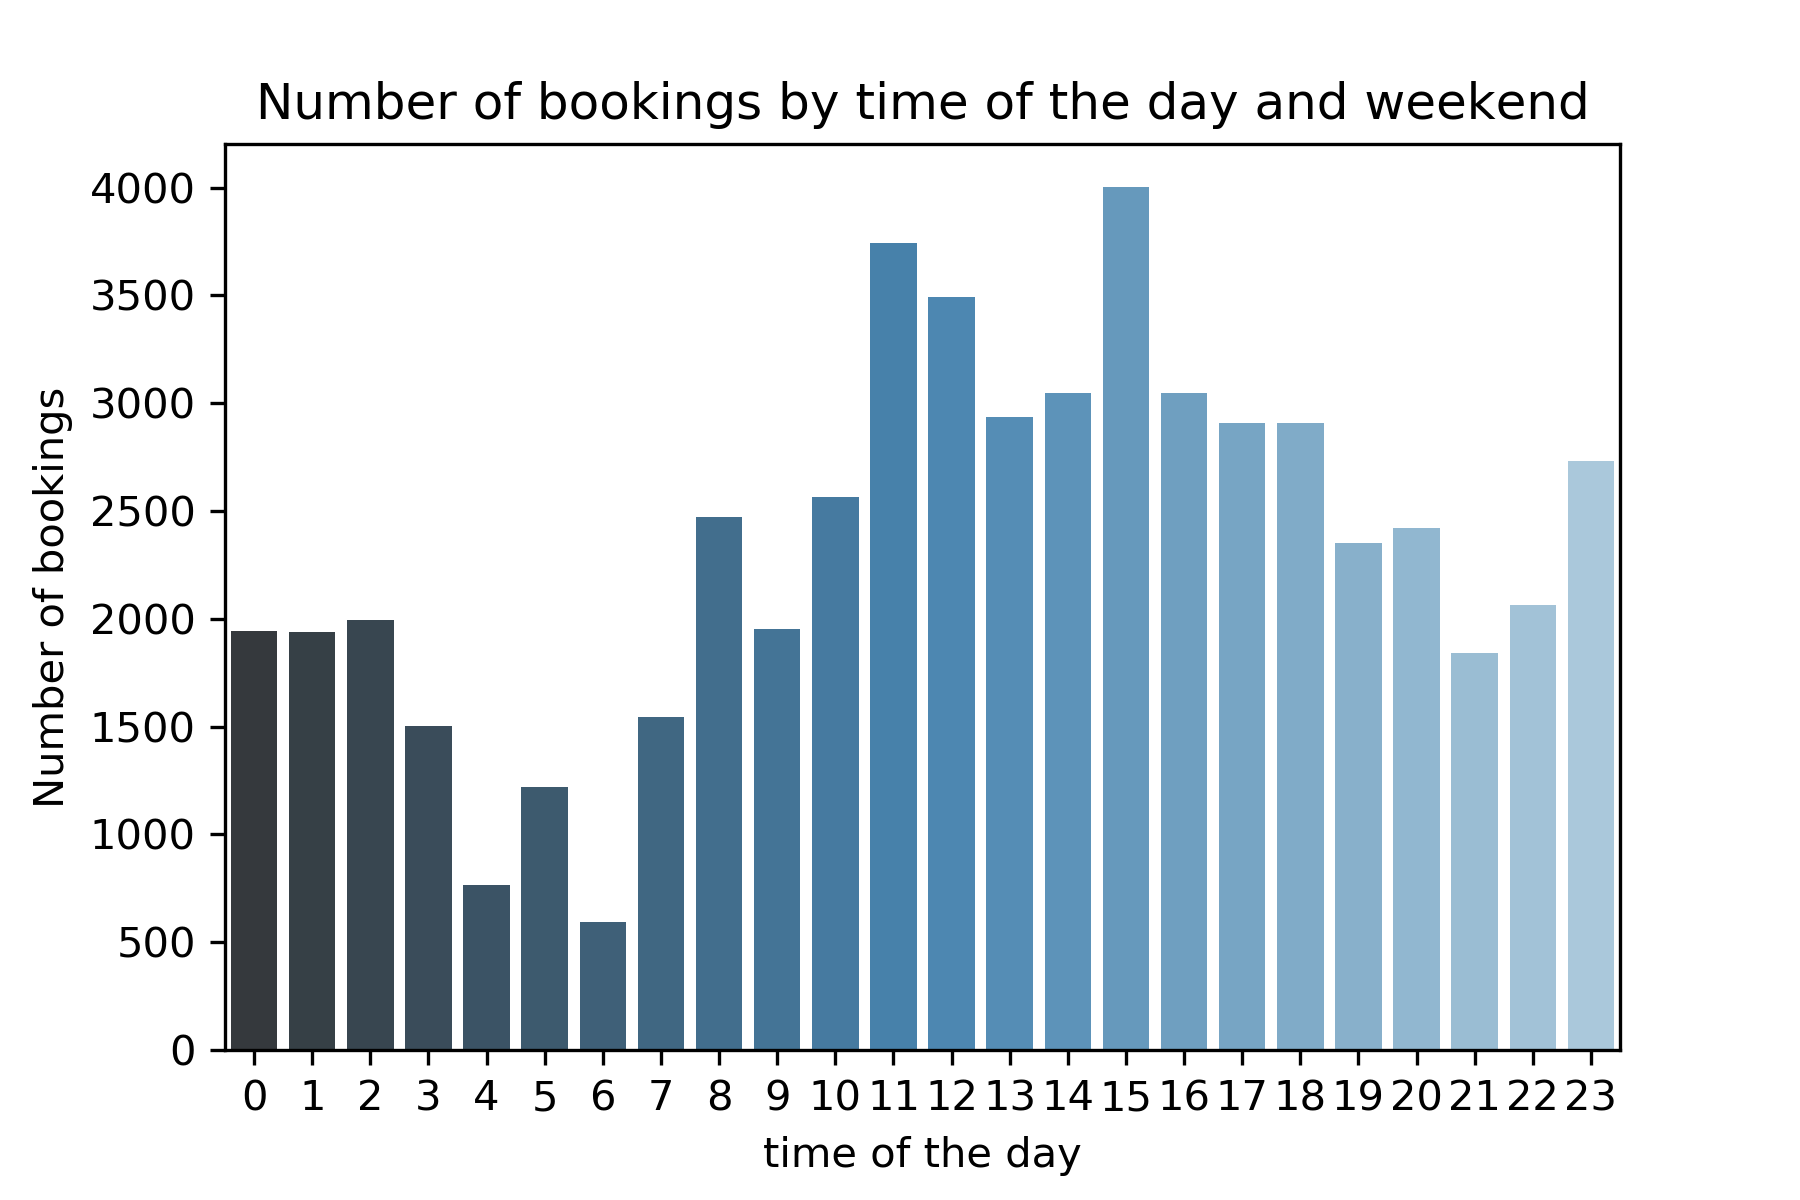 Number of bookings by time of the day and weekend
Number of bookings
4000
3500
3000
2500
2000
1500
1000
500
0
0 1 2 3 4 5 6 7 8 9 10 11 12 13 14 15 16 17 18 19 20 21 22 23
time of the day